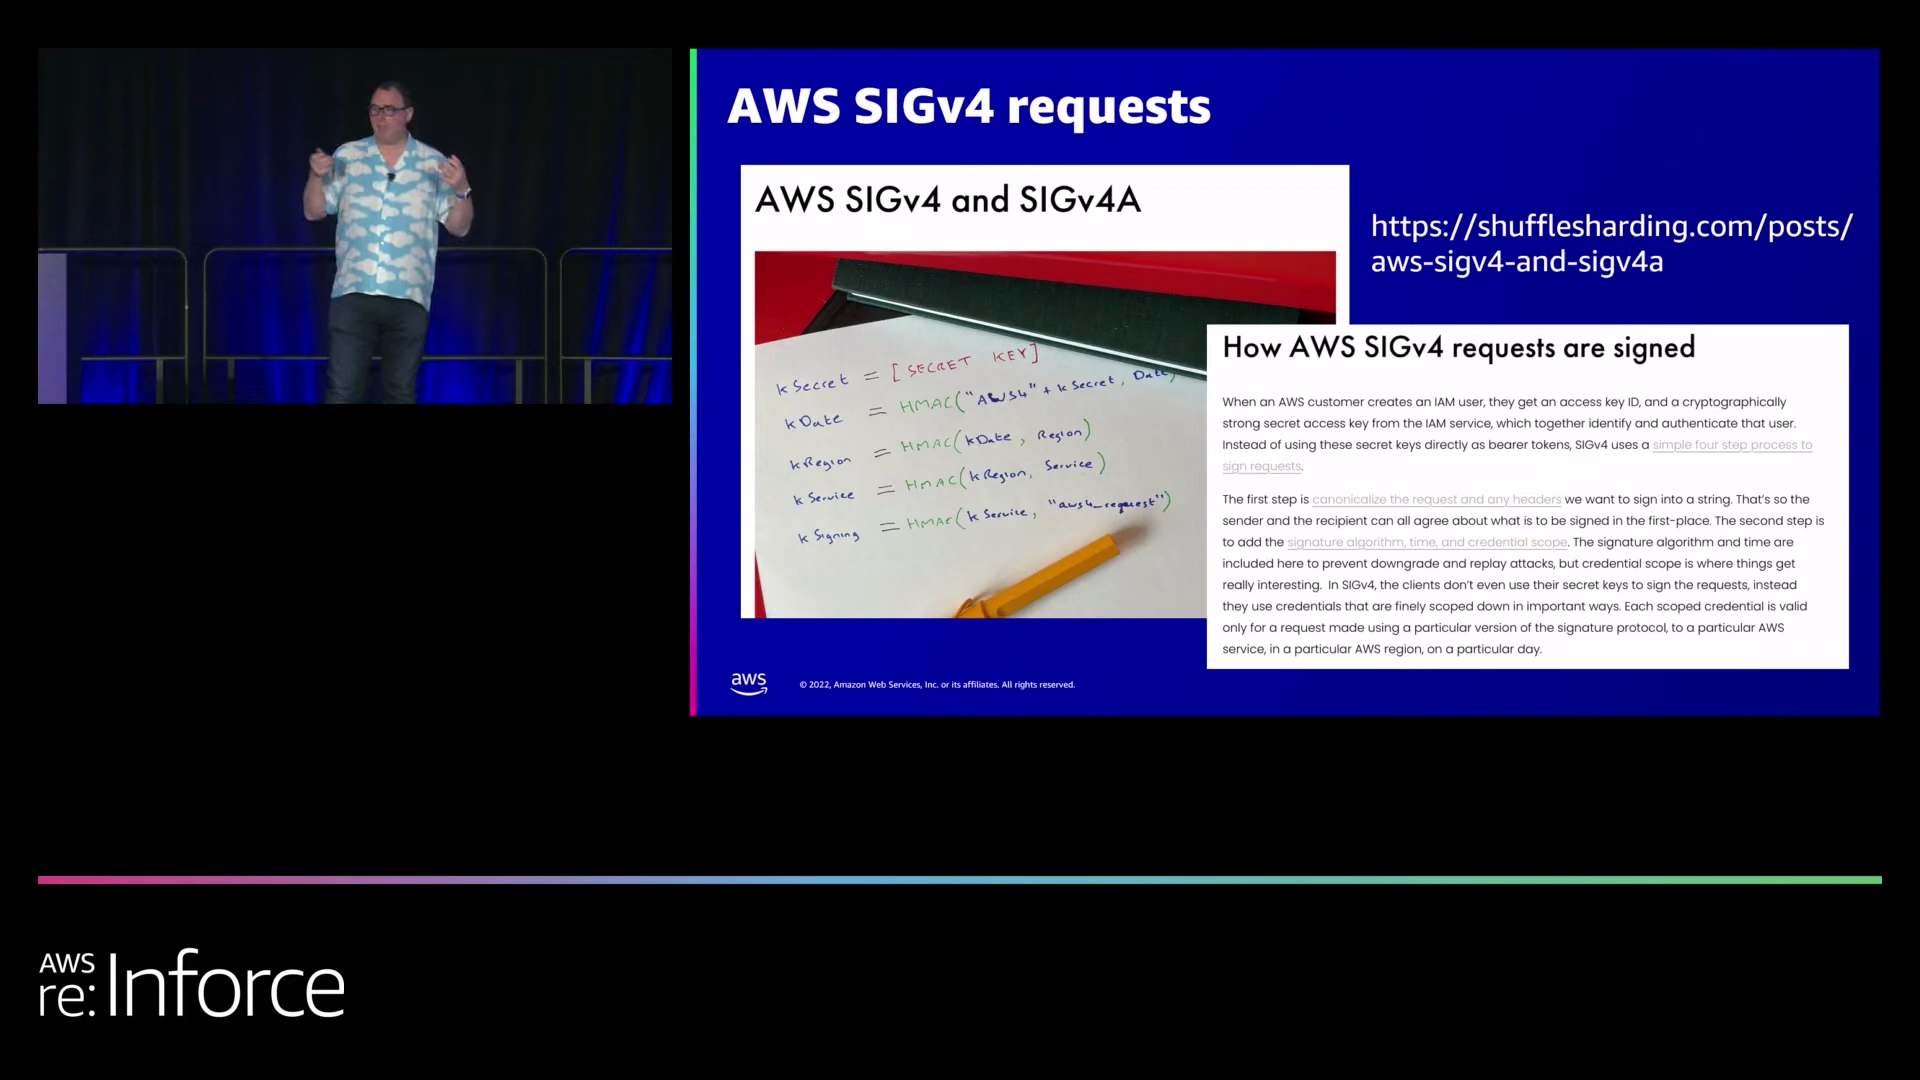 AWS SIGv4 requests
AWS SIGv4 and SIGv4A
k Secret = [SECRET KEY]
k Date = HMAC("AWS4" + k Secret, Date)
k Region = HMAC(k Date, Region)
k Service = HMAC(k Region, Service)
k Signing = HMAC(k Service, "aws4_request")
https://shufflesharding.com/posts/
aws-sigv4-and-sigv4a
How AWS SIGv4 requests are signed
When an AWS customer creates an IAM user, they get an access key ID, and a cryptographically
strong secret access key from the IAM service, which together identify and authenticate that user.
Instead of using these secret keys directly as bearer tokens, SIGv4 uses a simple four step process to
sign requests.
The first step is canonicalize the request and any headers we want to sign into a string. That's so the
sender and the recipient can all agree about what is to be signed in the first-place. The second step is
to add the signature algorithm, time, and credential scope. The signature algorithm and time are
included here to prevent downgrade and replay attacks, but credential scope is where things get
really interesting. In SIGv4, the clients don't even use their secret keys to sign the requests, instead
they use credentials that are finely scoped down in important ways. Each scoped credential is valid
only for a request made using a particular version of the signature protocol, to a particular AWS
service, in a particular AWS region, on a particular day.
aws
© 2022, Amazon Web Services, Inc. or its affiliates. All rights reserved.
AWS
re:Inforce